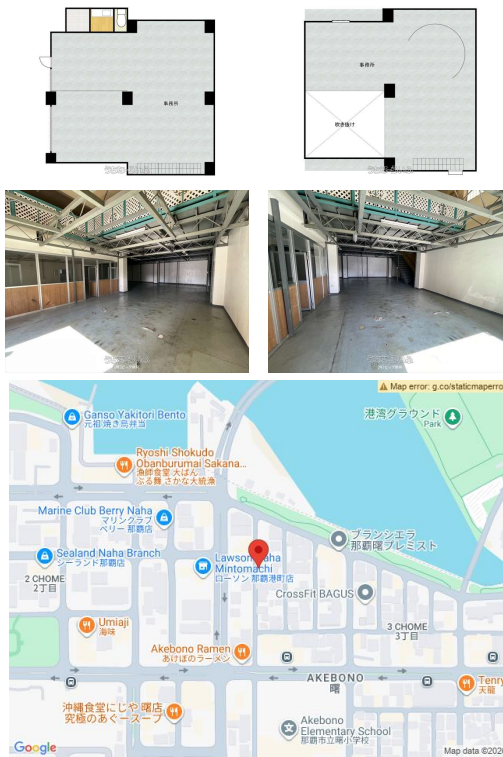 事務所
事務所
吹き抜け
Map error: g.co/staticmaperro
Ganso Yakitori Bento
元祖 焼き鳥弁当
港湾グラウンド
Park
Ryoshi Shokudo
Obanburumai Sakana...
漁師食堂 大ばん
ぶる舞 さかな大統漁
Marine Club Berry Naha
マリンクラブ
ベリー 那覇店
ブランシエラ
那覇曙プレミスト
Sealand Naha Branch
シーランド那覇店
Lawson Naha
Mintomachi
ローソン 那覇港町店
2 CHOME
2丁目
CrossFit BAGUS
Umiaji
海味
3 CHOME
3丁目
Akebono Ramen
あけぼのラーメン
AKEBONO
曙
Tenry
天龍
沖縄食堂にじや 曙店
究極のあぐースープ
Akebono
Elementary School
那覇市立曙小学校
Google
Map data ©2026